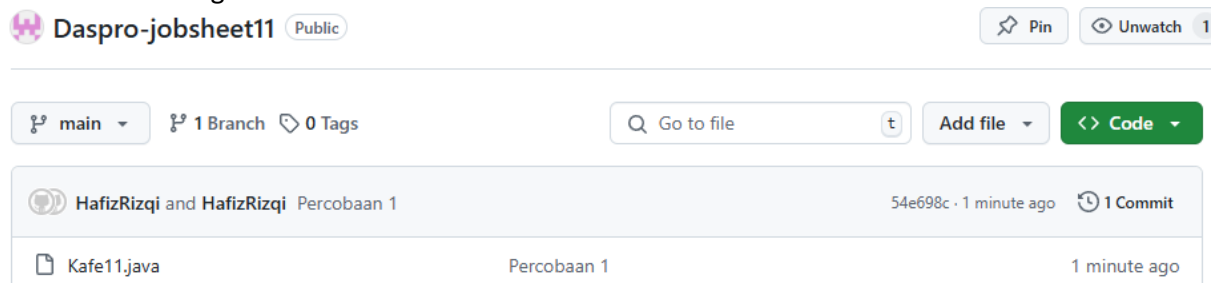 Daspro-jobsheet11 Public Pin Unwatch 1
main 1 Branch 0 Tags Go to file t Add file <> Code
HafizRizqi and HafizRizqi Percobaan 1 54e698c · 1 minute ago 1 Commit
Kafe11.java Percobaan 1 1 minute ago